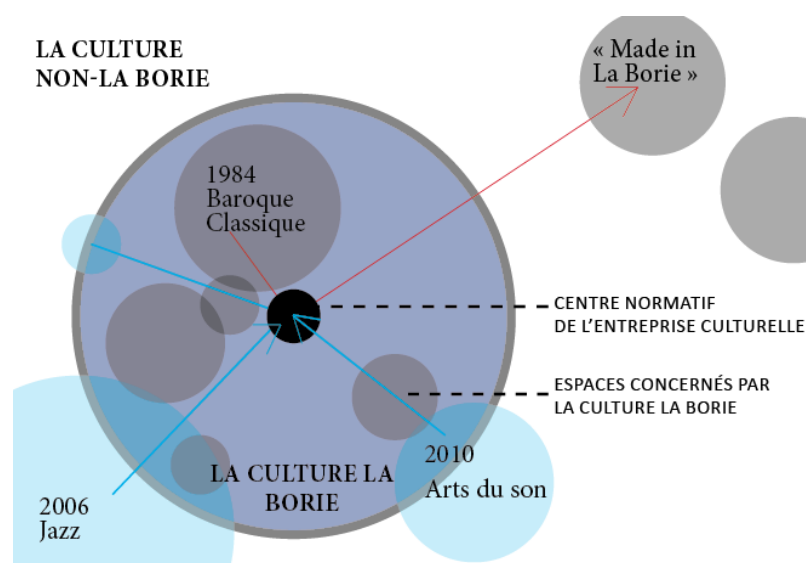 LA CULTURE
NON-LA BORIE
« Made in
La Borie »
1984
Baroque
Classique
CENTRE NORMATIF
DE L’ENTREPRISE CULTURELLE
ESPACES CONCERNÉS PAR
LA CULTURE LA BORIE
2010
Arts du son
LA CULTURE LA
BORIE
2006
Jazz